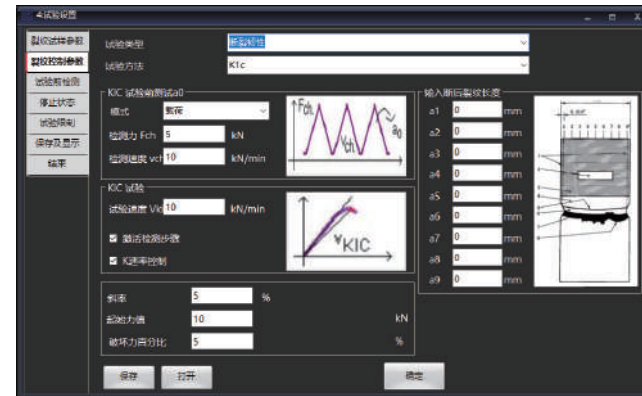 试验设置
裂纹试样参数
裂纹控制参数
试验前检测
停止状态
试验限制
保存及显示
结束
试验类型 断裂韧性
试验方法 K1c
KIC 试验前测试a0
模式 载荷
检测力 Fch 5 kN
检测速度 vch 10 kN/min
Fch
Vch
a0
输入断后裂纹长度
a1 0 mm
a2 0 mm
a3 0 mm
a4 0 mm
a5 0 mm
a6 0 mm
a7 0 mm
a8 0 mm
a9 0 mm
KIC 试验
试验速度 Vic 10 kN/min
激活检测步骤
K速率控制
VKIC
斜率 5 %
起始力值 10 kN
破坏力百分比 5 %
保存 打开 确定